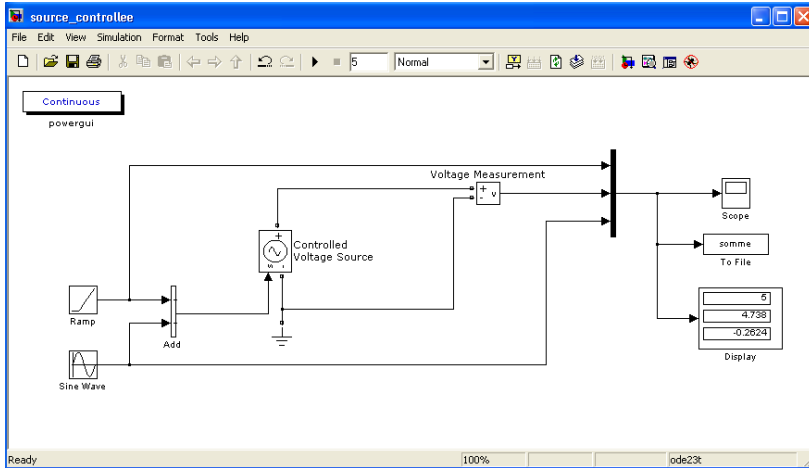 source_controllee
File Edit View Simulation Format Tools Help
5 Normal
Continuous
powergui
Voltage Measurement
+
- v
Scope
+
Controlled
Voltage Source
s -
somme
To File
Ramp
Add
5
4.738
-0.2624
Display
Sine Wave
Ready 100% ode23t